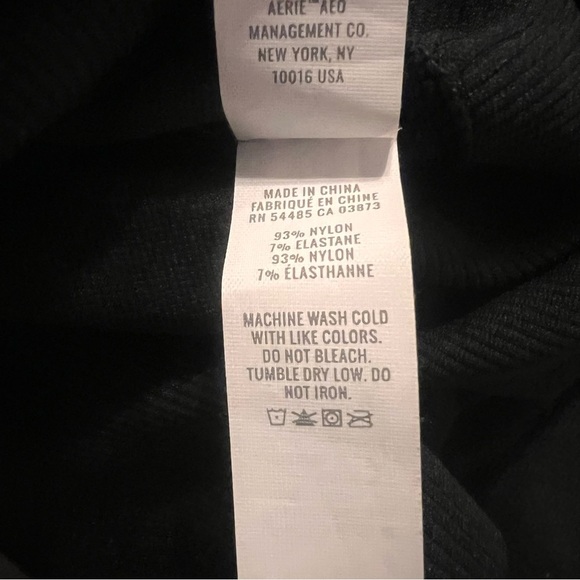 AERIE™ AEO
MANAGEMENT CO.
NEW YORK, NY
10016 USA
MADE IN CHINA
FABRIQUÉ EN CHINE
RN 54485 CA 03873
93% NYLON
7% ELASTANE
93% NYLON
7% ÉLASTHANNE
MACHINE WASH COLD
WITH LIKE COLORS.
DO NOT BLEACH.
TUMBLE DRY LOW. DO
NOT IRON.